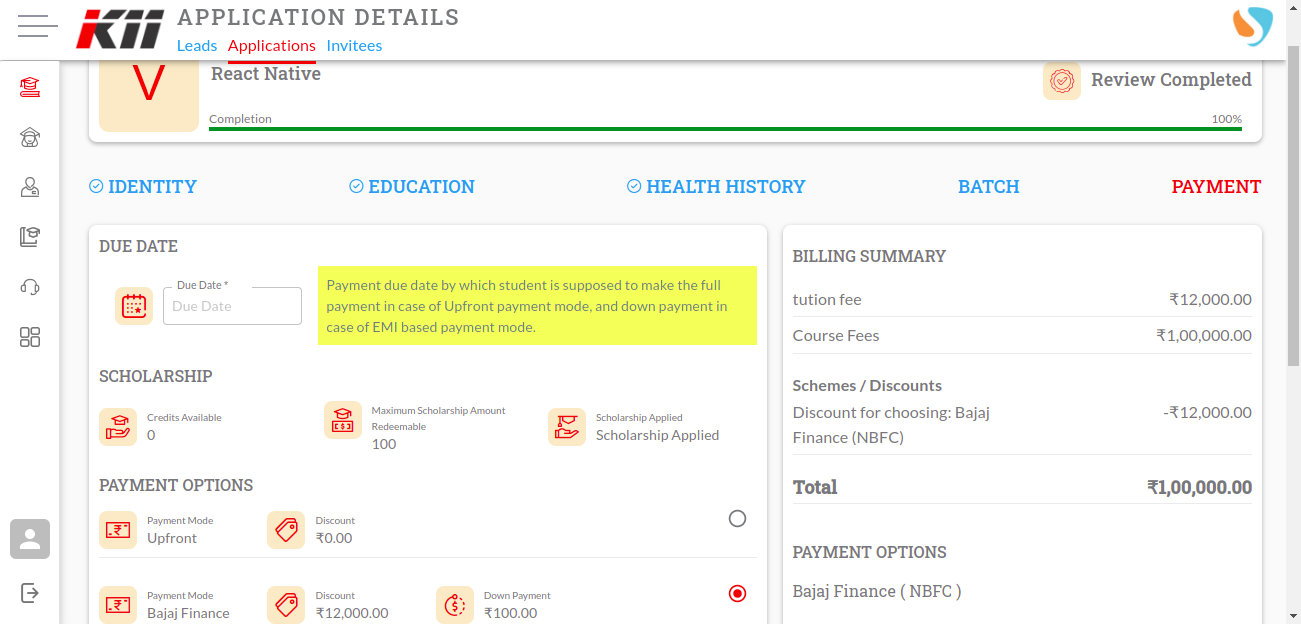 KII
APPLICATION DETAILS
Leads Applications Invitees
V
React Native
Review Completed
Completion
100%
IDENTITY
EDUCATION
HEALTH HISTORY
BATCH
PAYMENT
DUE DATE
Due Date *
Due Date
Payment due date by which student is supposed to make the full
payment in case of Upfront payment mode, and down payment in
case of EMI based payment mode.
SCHOLARSHIP
Credits Available
0
Maximum Scholarship Amount
Redeemable
100
Scholarship Applied
Scholarship Applied
PAYMENT OPTIONS
Payment Mode
Upfront
Discount
₹0.00
Payment Mode
Bajaj Finance
Discount
₹12,000.00
Down Payment
₹100.00
BILLING SUMMARY
tution fee ₹12,000.00
Course Fees ₹1,00,000.00
Schemes / Discounts
Discount for choosing: Bajaj -₹12,000.00
Finance (NBFC)
Total ₹1,00,000.00
PAYMENT OPTIONS
Bajaj Finance ( NBFC )